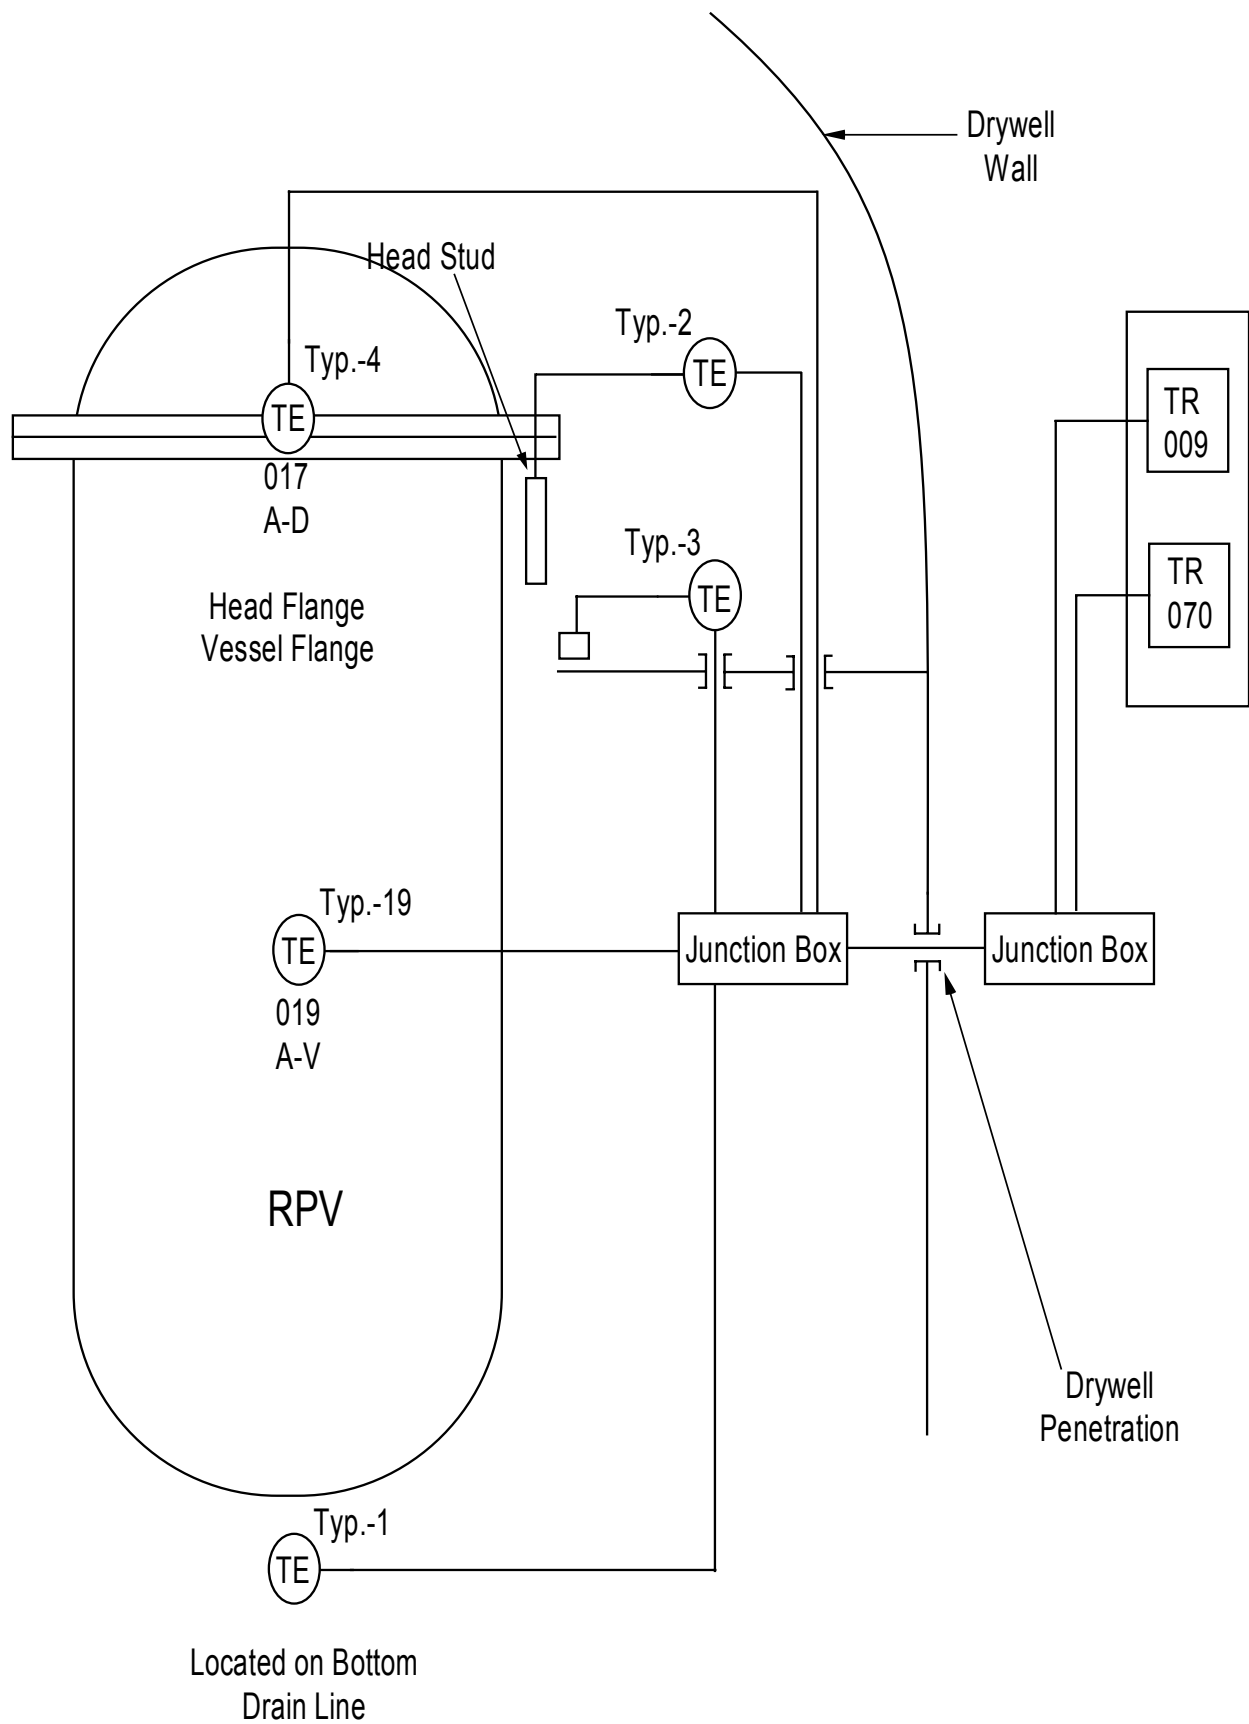 Drywell
Wall
Head Stud
Typ.-2
TE
Typ.-4
TE
017
A-D
TR
009
Typ.-3
TE
TR
070
Head Flange
Vessel Flange
Typ.-19
TE
019
A-V
Junction Box
Junction Box
RPV
Drywell
Penetration
Typ.-1
TE
Located on Bottom
Drain Line